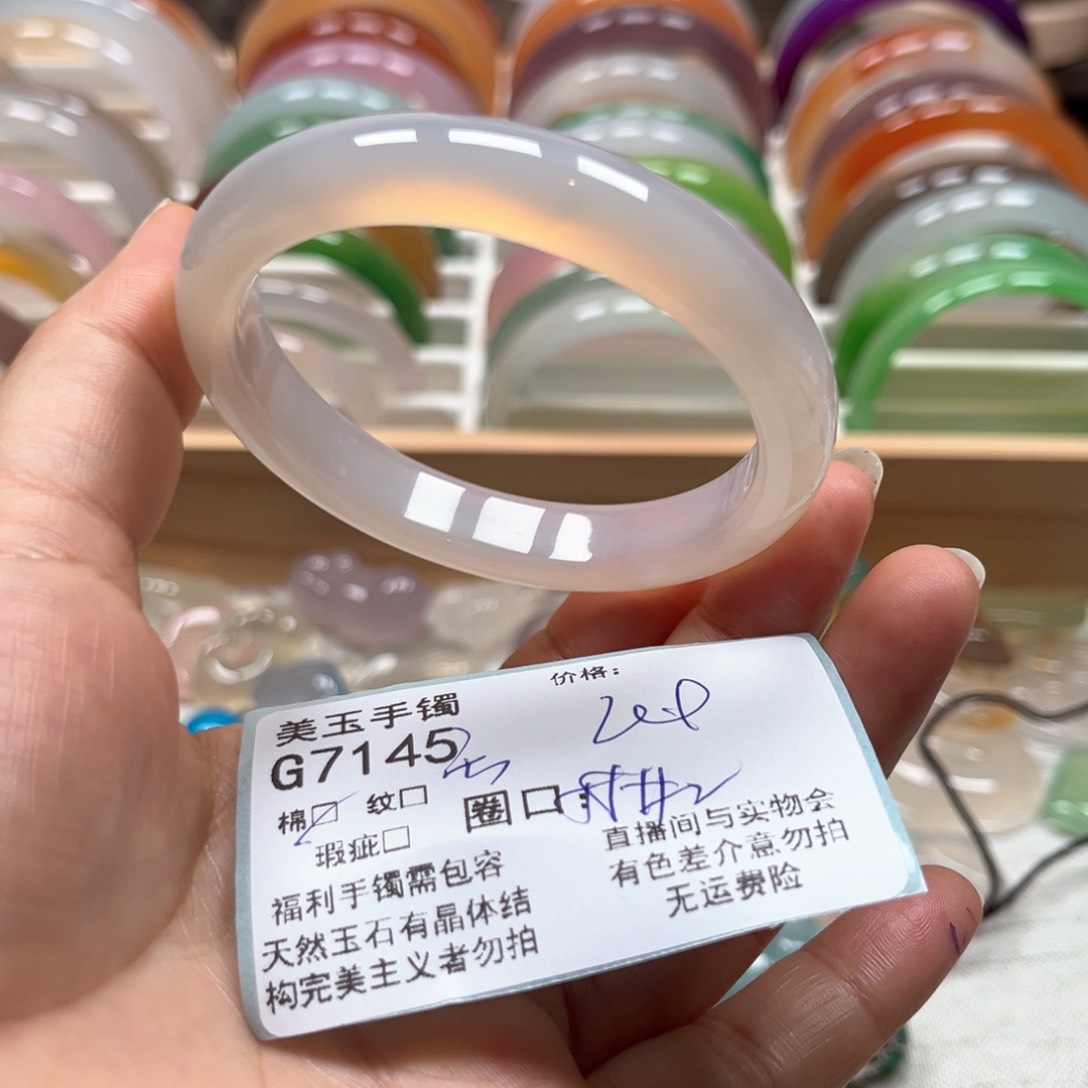 价格:
美玉手镯
G7145
棉□ 纹□
圈口:
瑕疵□
福利手镯需包容
天然玉石有晶体结
构完美主义者勿拍
直播间与实物会
有色差介意勿拍
无运费险